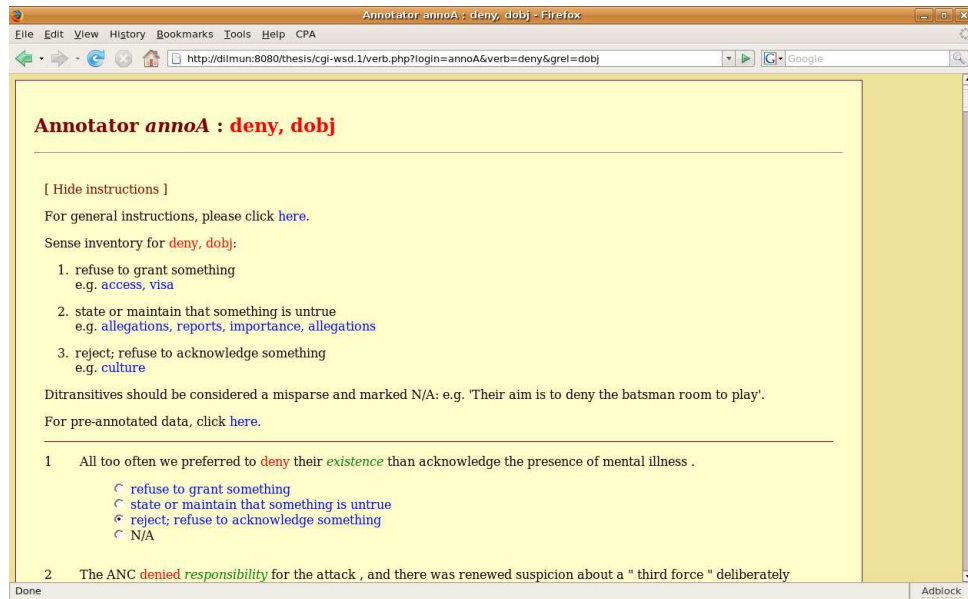 Annotator annoA : deny, dobj - Firefox
File Edit View History Bookmarks Tools Help CPA
http://dilmun:8080/thesis/cgi-wsd.1/verb.php?login=annoA&verb=deny&grel=dobj
G Google
Annotator annoA : deny, dobj
[ Hide instructions ]
For general instructions, please click here.
Sense inventory for deny, dobj:
1. refuse to grant something
e.g. access, visa
2. state or maintain that something is untrue
e.g. allegations, reports, importance, allegations
3. reject; refuse to acknowledge something
e.g. culture
Ditransitives should be considered a misparse and marked N/A: e.g. 'Their aim is to deny the batsman room to play'.
For pre-annotated data, click here.
1 All too often we preferred to deny their existence than acknowledge the presence of mental illness .
refuse to grant something
state or maintain that something is untrue
reject; refuse to acknowledge something
N/A
2 The ANC denied responsibility for the attack , and there was renewed suspicion about a " third force " deliberately
Done
Adblock